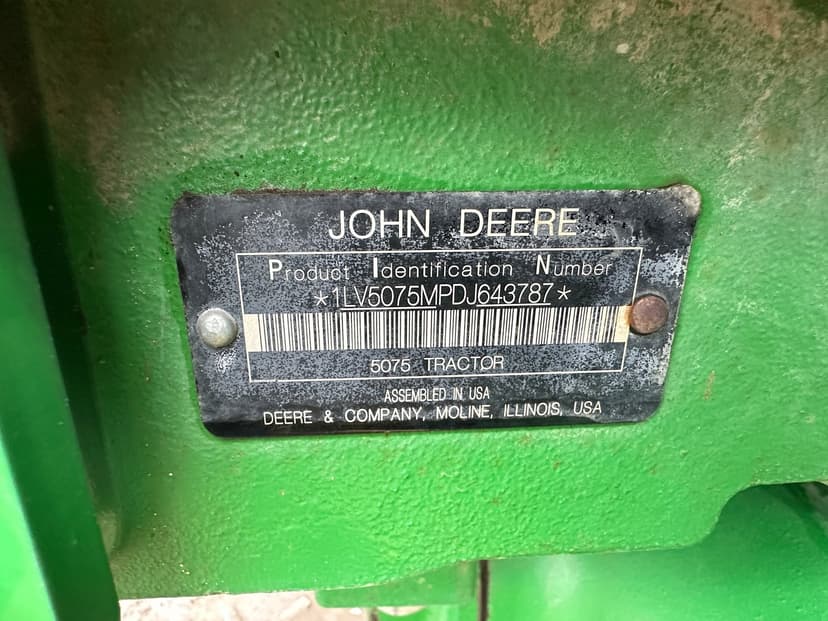 JOHN DEERE
Product Identification Number
*1LV5075MPDJ643787*
5075 TRACTOR
ASSEMBLED IN USA
DEERE & COMPANY, MOLINE, ILLINOIS, USA